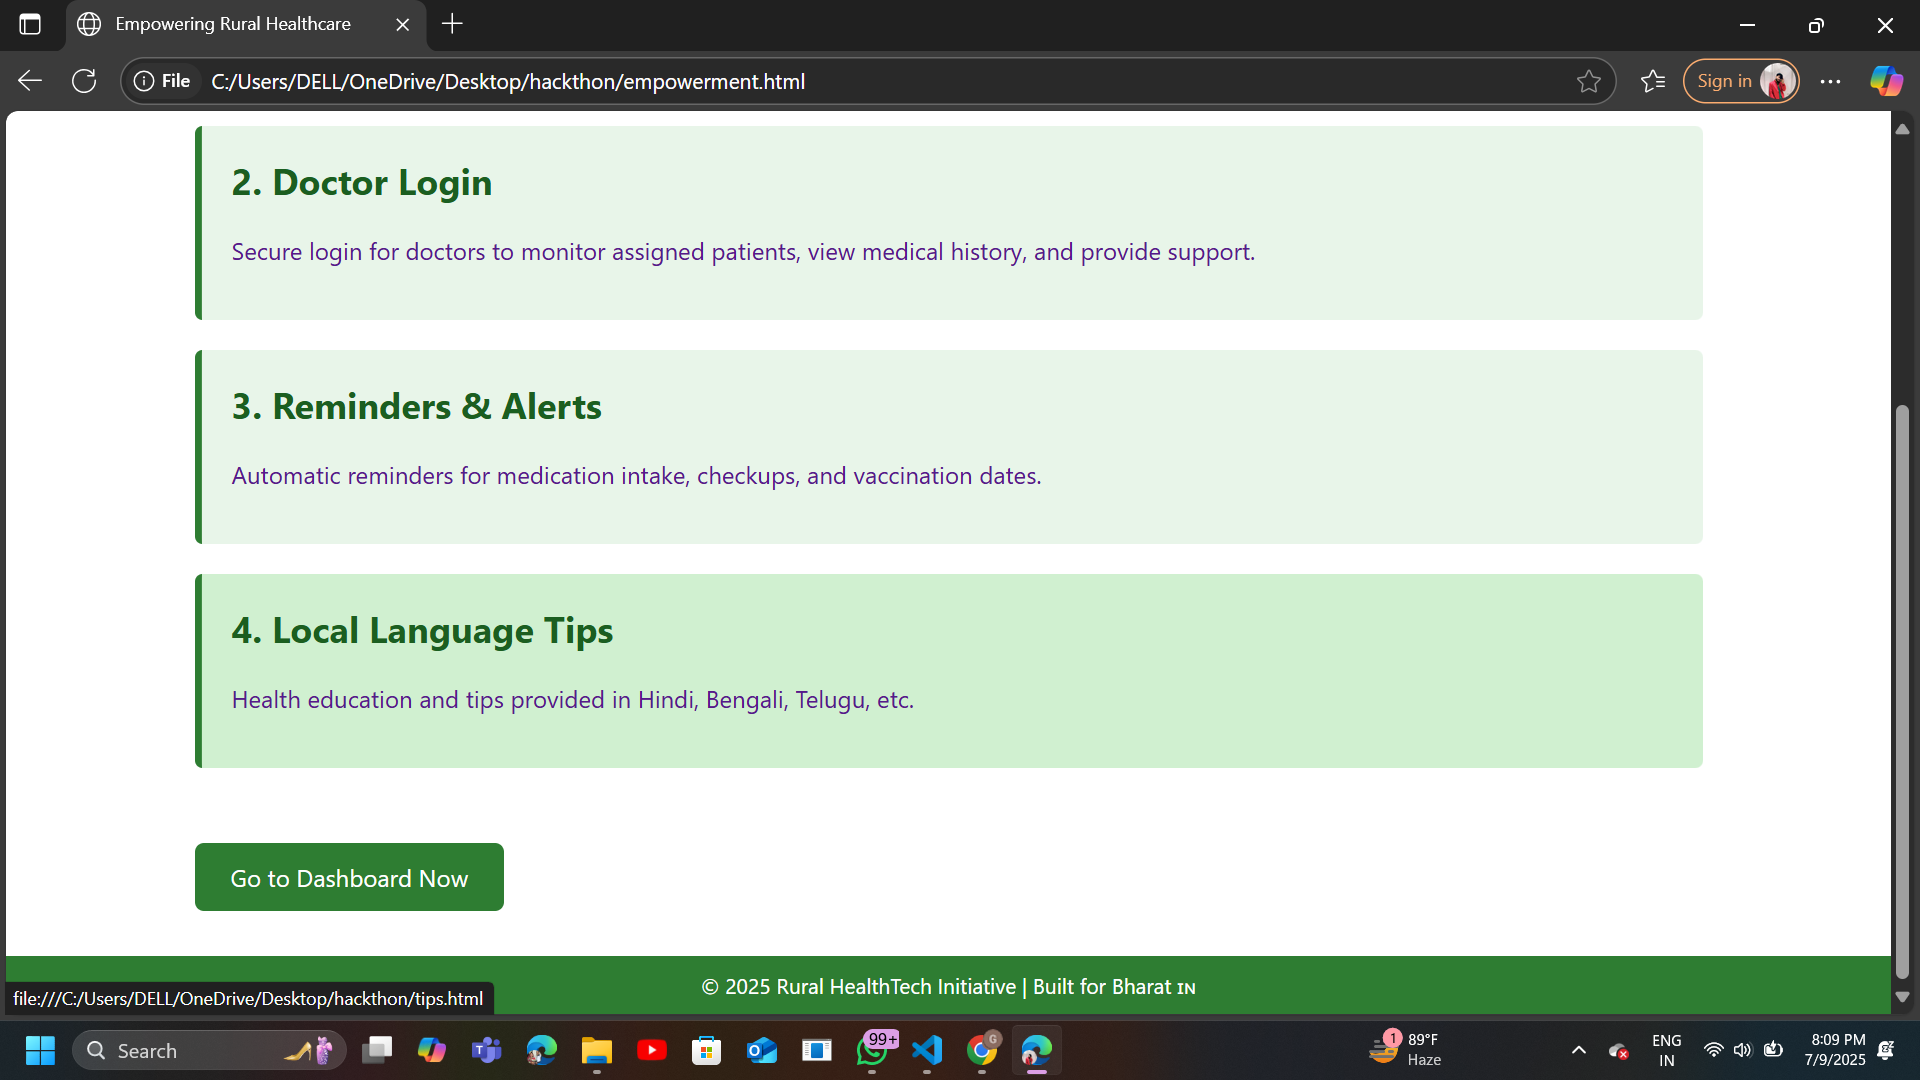 Empowering Rural Healthcare
File
C:/Users/DELL/OneDrive/Desktop/hackthon/empowerment.html
Sign in
2. Doctor Login
Secure login for doctors to monitor assigned patients, view medical history, and provide support.
3. Reminders & Alerts
Automatic reminders for medication intake, checkups, and vaccination dates.
4. Local Language Tips
Health education and tips provided in Hindi, Bengali, Telugu, etc.
Go to Dashboard Now
© 2025 Rural HealthTech Initiative | Built for Bharat IN
file:///C:/Users/DELL/OneDrive/Desktop/hackthon/tips.html
Search
99+
G
1
89°F
Haze
ENG
IN
8:09 PM
7/9/2025